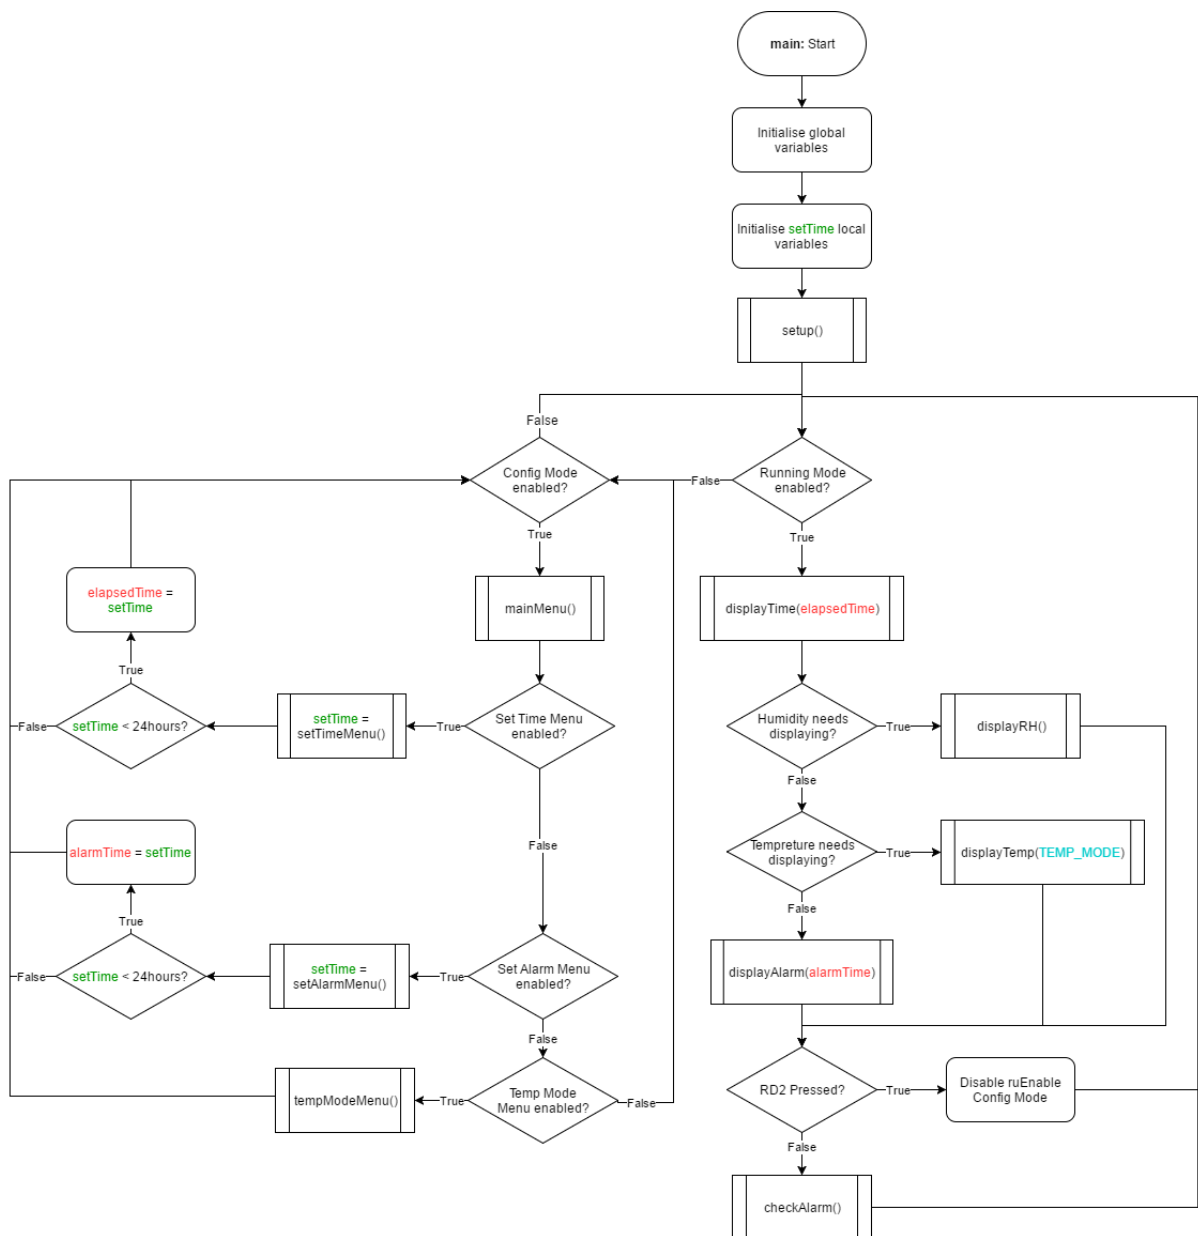 main: Start
Initialise global
variables
Initialise setTime local
variables
setup()
False
Config Mode
enabled?
False
Running Mode
enabled?
True
True
elapsedTime =
setTime
mainMenu()
displayTime(elapsedTime)
True
False
setTime < 24hours?
setTime =
setTimeMenu()
True
Set Time Menu
enabled?
Humidity needs
displaying?
True
displayRH()
False
False
alarmTime = setTime
Tempreture needs
displaying?
True
displayTemp(TEMP_MODE)
True
False
False
setTime < 24hours?
setTime =
setAlarmMenu()
True
Set Alarm Menu
enabled?
displayAlarm(alarmTime)
False
tempModeMenu()
True
Temp Mode
Menu enabled?
False
RD2 Pressed?
True
Disable ruEnable
Config Mode
False
checkAlarm()